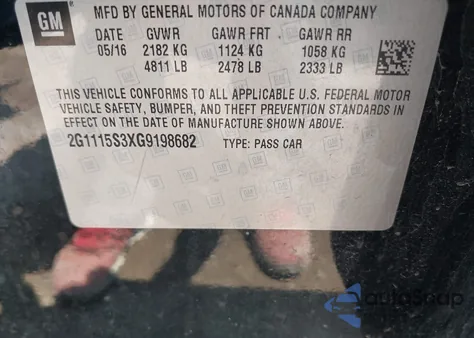 GM
MFD BY GENERAL MOTORS OF CANADA COMPANY
DATE GVWR GAWR FRT GAWR RR
05/16 2182 KG 1124 KG 1058 KG
4811 LB 2478 LB 2333 LB
THIS VEHICLE CONFORMS TO ALL APPLICABLE U.S. FEDERAL MOTOR
VEHICLE SAFETY, BUMPER, AND THEFT PREVENTION STANDARDS IN
EFFECT ON THE DATE OF MANUFACTURE SHOWN ABOVE.
2G1115S3XG9198682 TYPE: PASS CAR
autoSnap